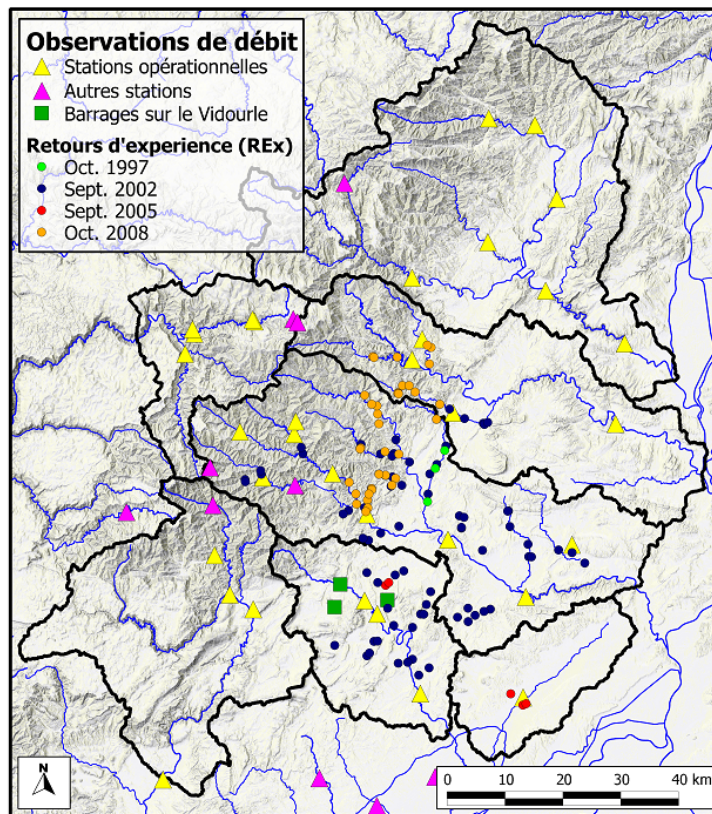 Observations de débit
Stations opérationnelles
Autres stations
Barrages sur le Vidourle
Retours d'experience (REx)
Oct. 1997
Sept. 2002
Sept. 2005
Oct. 2008
N
0 10 20 30 40 km